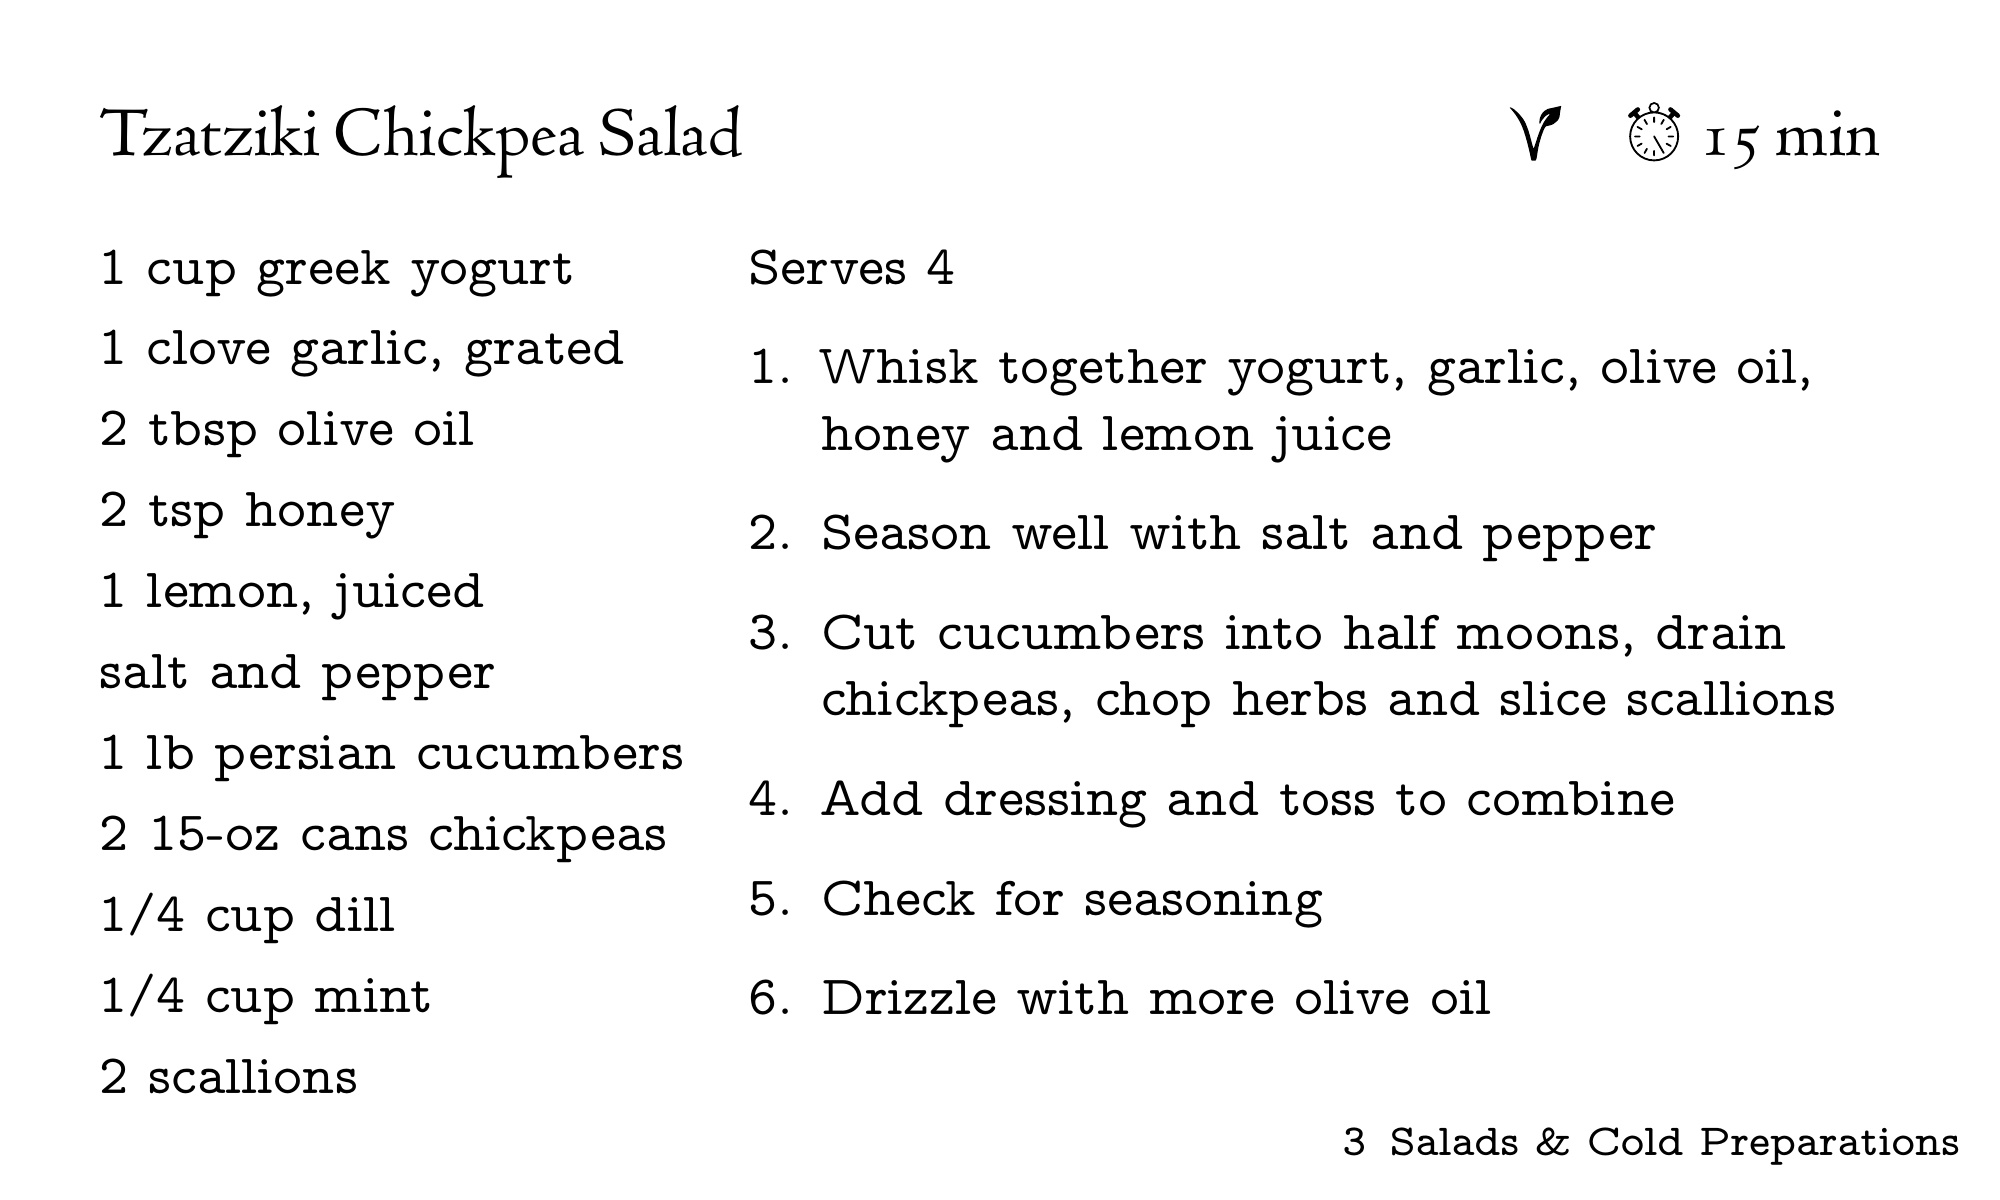 Tzatziki Chickpea Salad
15 min
1 cup greek yogurt
1 clove garlic, grated
2 tbsp olive oil
2 tsp honey
1 lemon, juiced
salt and pepper
1 lb persian cucumbers
2 15-oz cans chickpeas
1/4 cup dill
1/4 cup mint
2 scallions
Serves 4
1. Whisk together yogurt, garlic, olive oil,
honey and lemon juice
2. Season well with salt and pepper
3. Cut cucumbers into half moons, drain
chickpeas, chop herbs and slice scallions
4. Add dressing and toss to combine
5. Check for seasoning
6. Drizzle with more olive oil
3 Salads & Cold Preparations